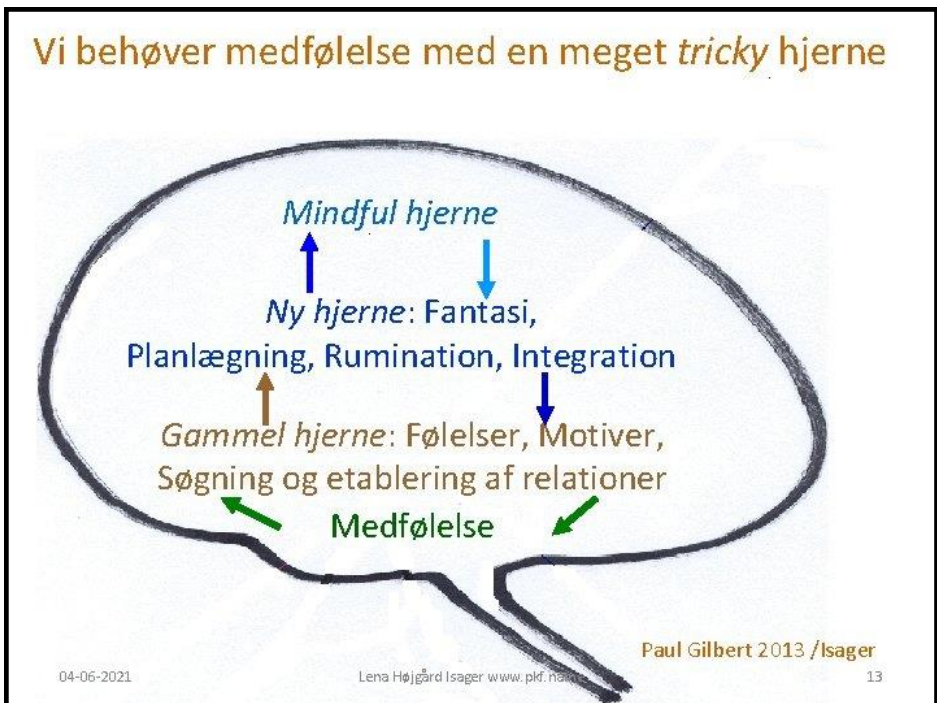 Vi behøver medfølelse med en meget tricky hjerne
Mindful hjerne
Ny hjerne: Fantasi,
Planlægning, Rumination, Integration
Gammel hjerne: Følelser, Motiver,
Søgning og etablering af relationer
Medfølelse
Paul Gilbert 2013 /Isager
04-06-2021
Lena Højgård Isager
13